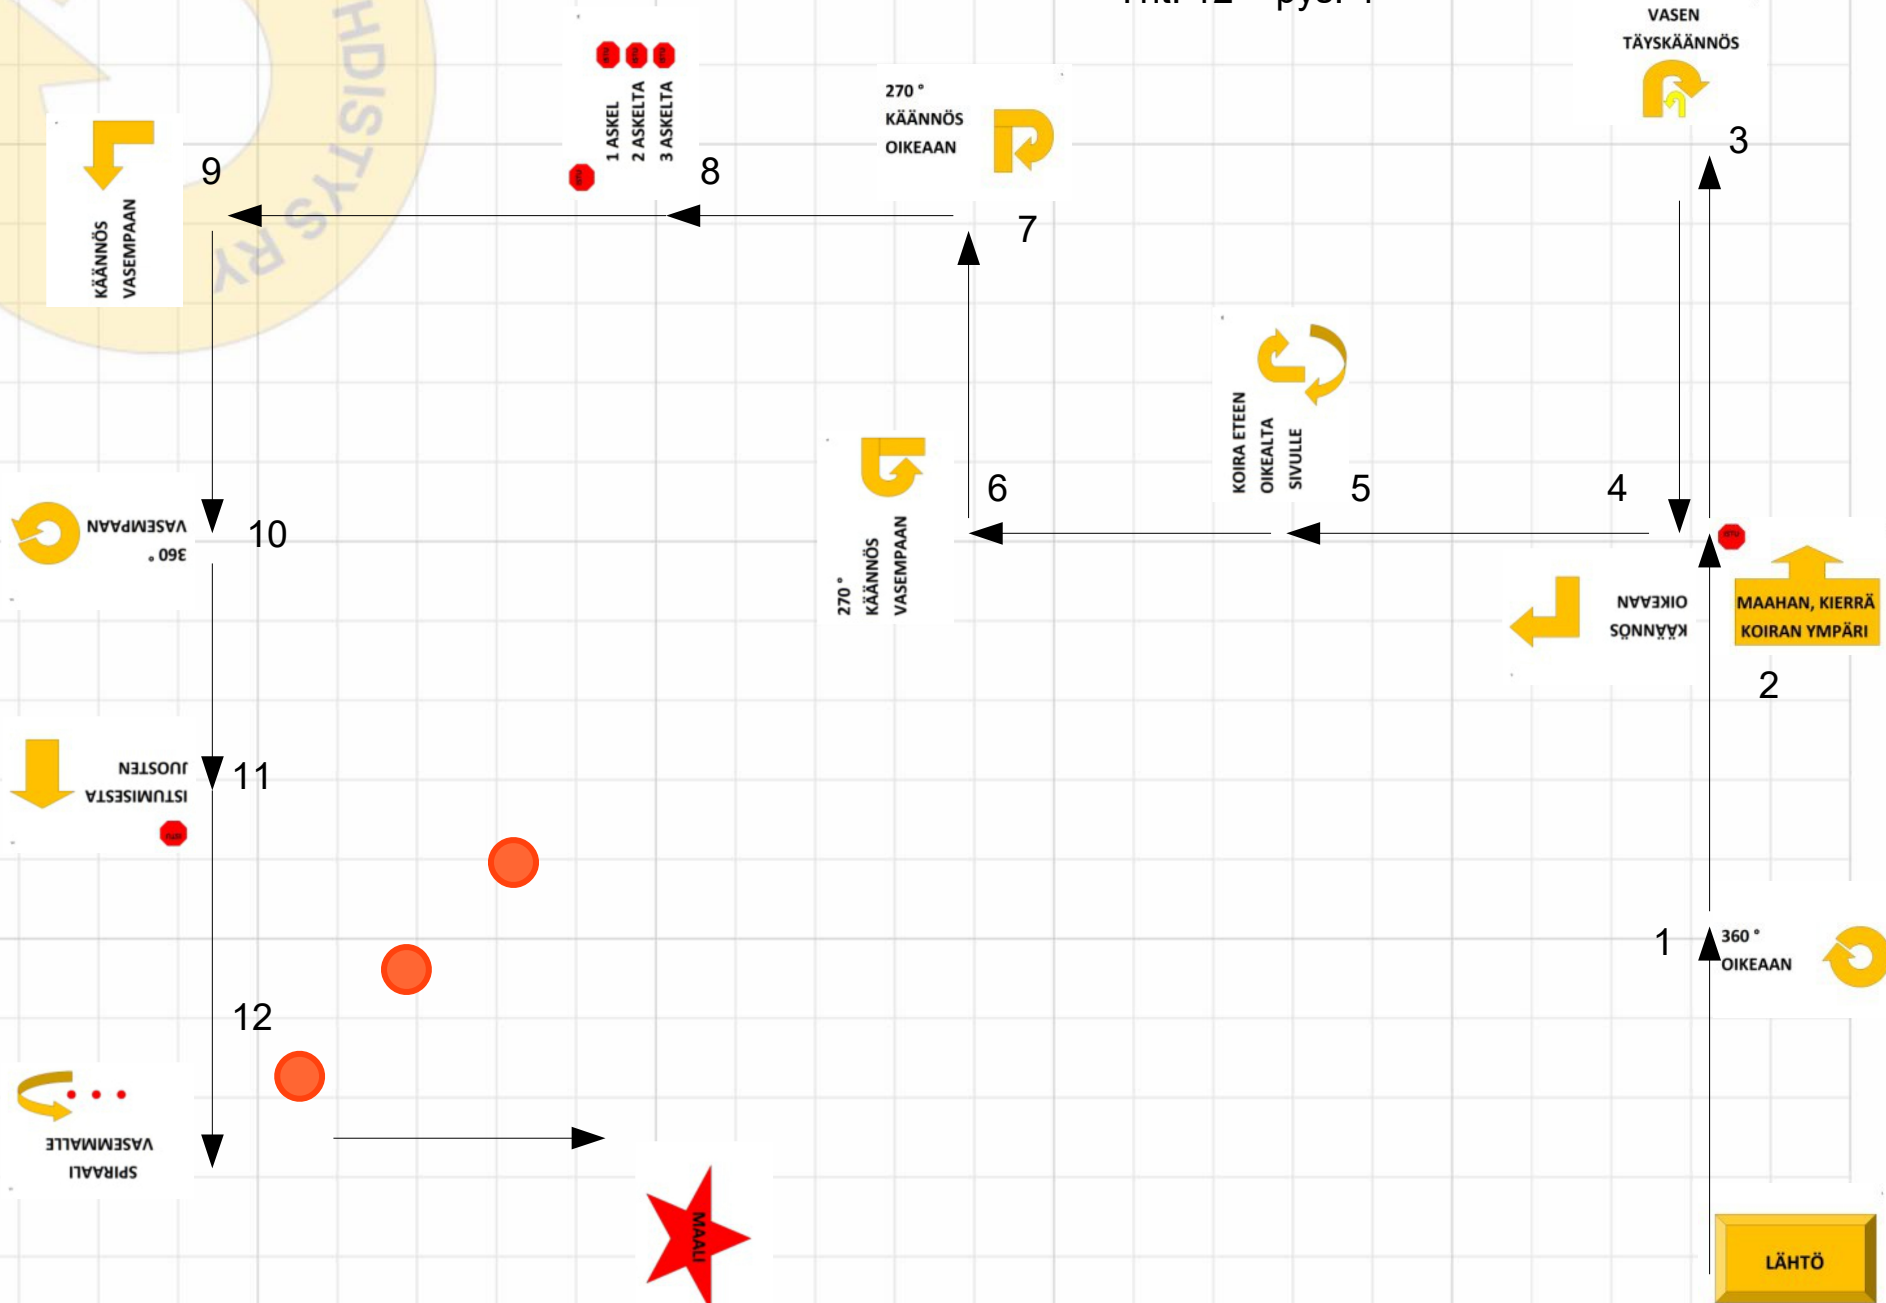 VASEN
TÄYSKÄÄNNÖS
3
HDISTYS RY
1 ASKEL
2 ASKELTA
3 ASKELTA
8
270 °
KÄÄNNÖS
OIKEAAN
7
9
KÄÄNNÖS
VASEMPAAN
KOIRA ETEEN
OIKEALTA
SIVULLE
5
4
6
270 °
KÄÄNNÖS
VASEMPAAN
KÄÄNNÖS
OIKEAAN
MAAHAN, KIERRÄ
KOIRAN YMPÄRI
2
10
360 °
VASEMPAAN
11
ISTUMISESTA
JUOSTEN
1
360 °
OIKEAAN
12
SPIRAALI
VASEMMALLE
MAALI
LÄHTÖ